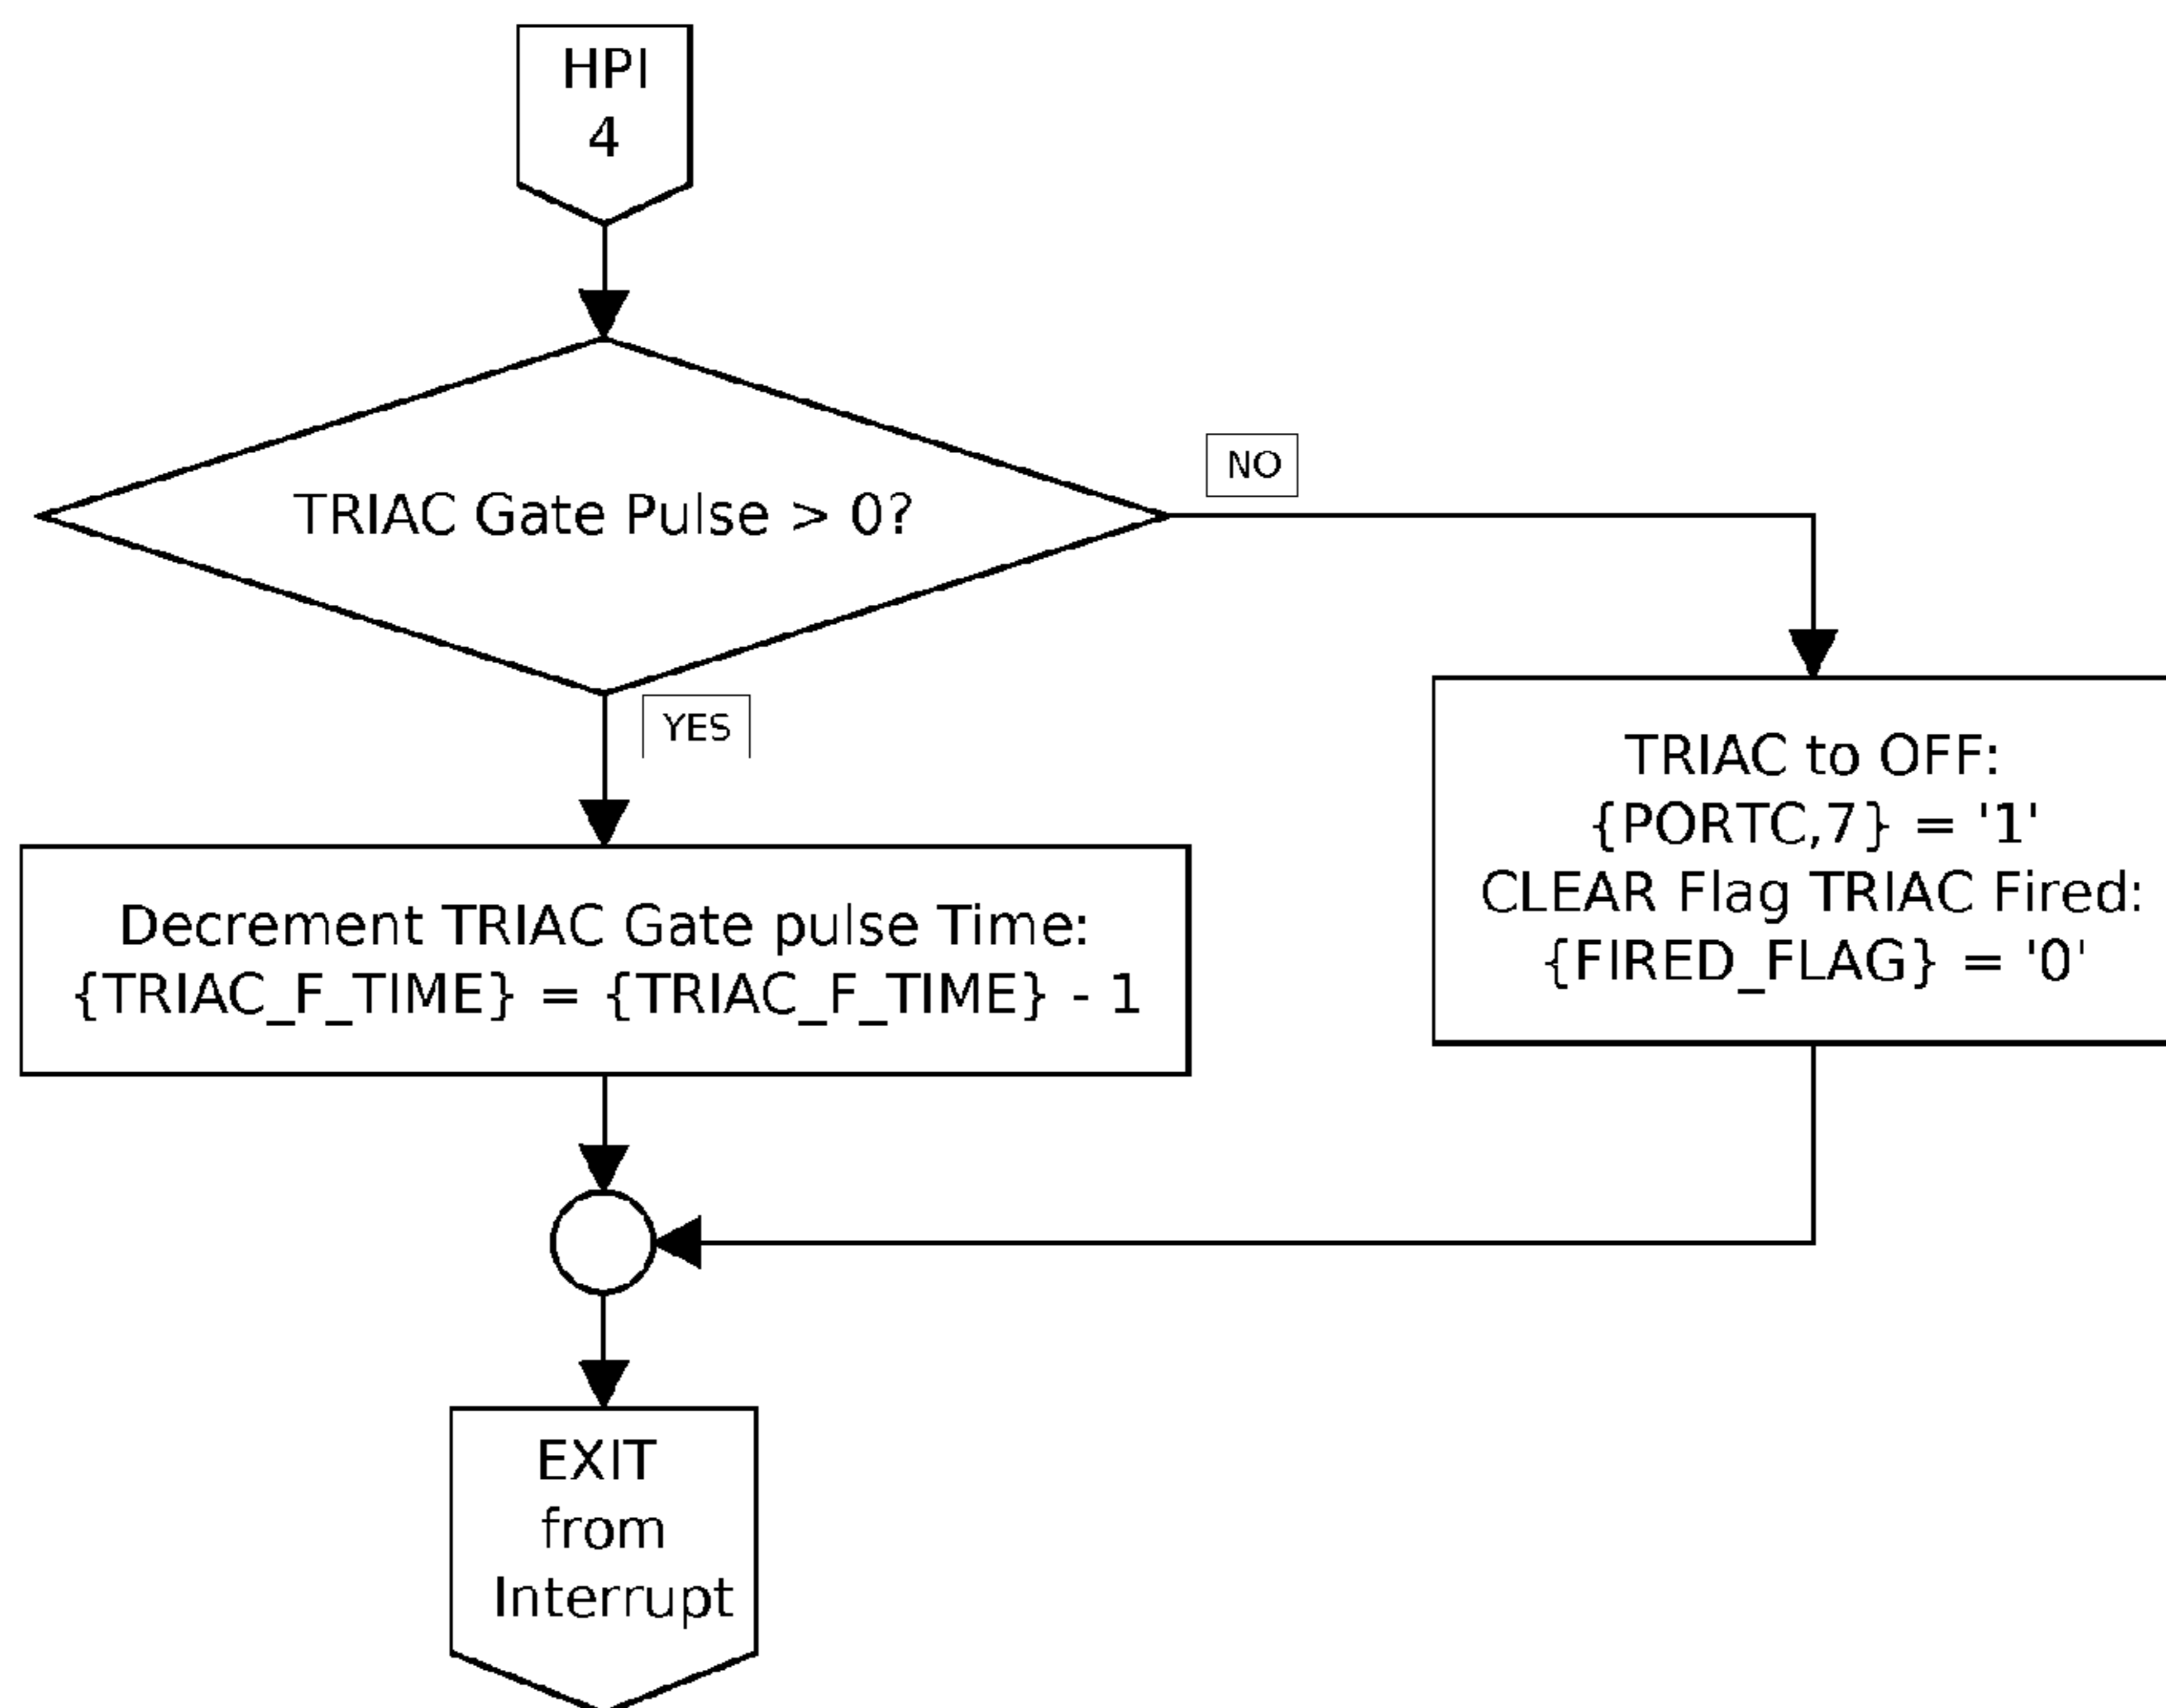 HPI
4
TRIAC Gate Pulse > 0?
NO
YES
TRIAC to OFF:
{PORTC,7} = '1'
CLEAR Flag TRIAC Fired:
{FIRED_FLAG} = '0'
Decrement TRIAC Gate pulse Time:
{TRIAC_F_TIME} = {TRIAC_F_TIME} - 1
EXIT
from
Interrupt